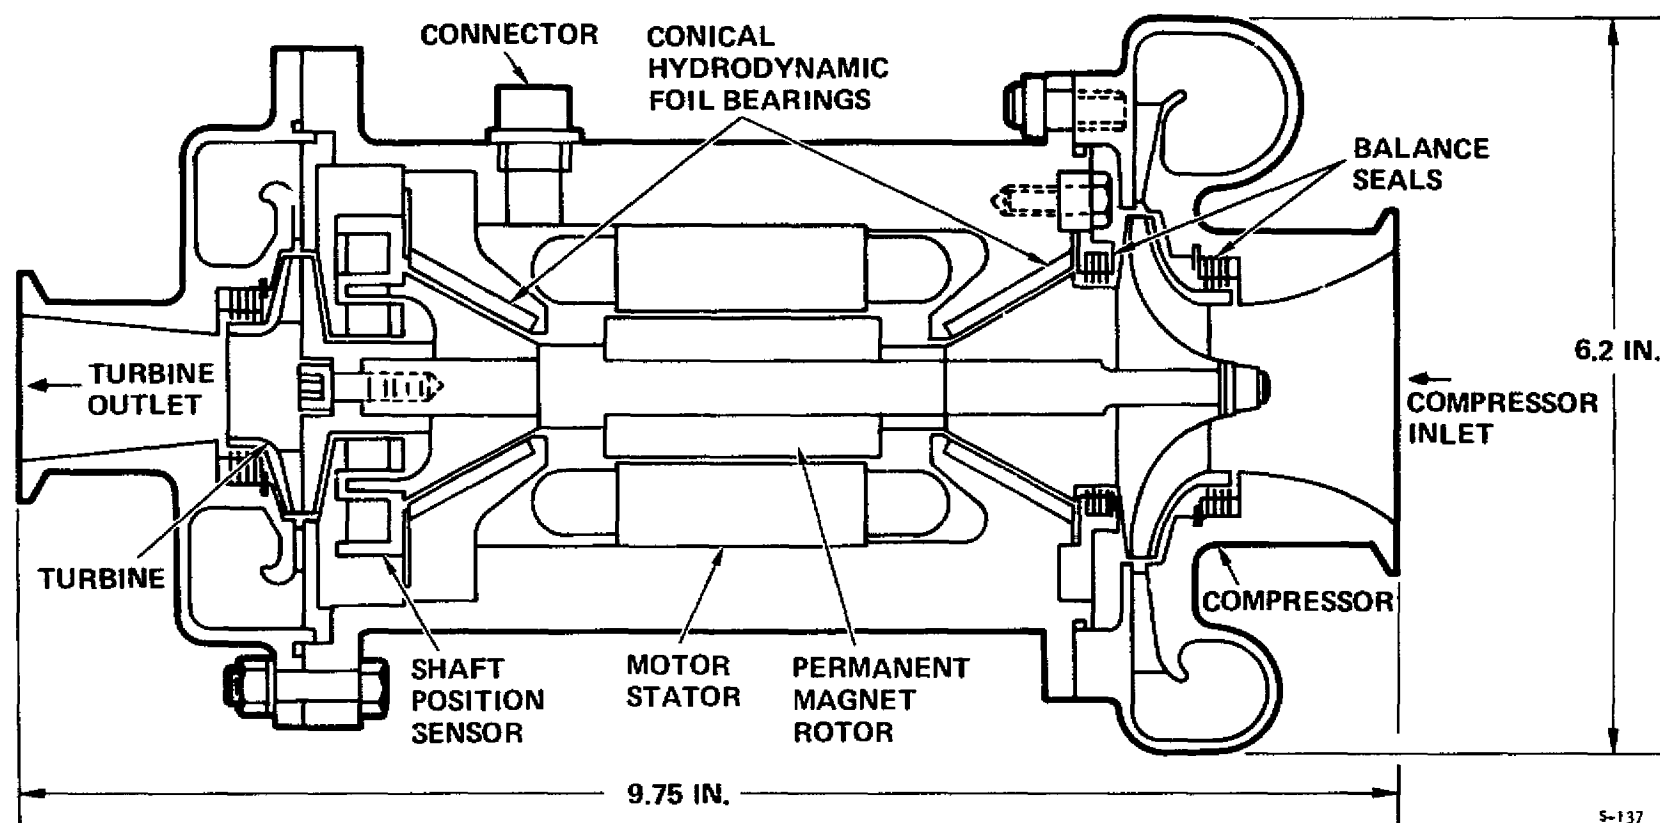 CONNECTOR
CONICAL
HYDRODYNAMIC
FOIL BEARINGS
BALANCE
SEALS
6.2 IN.
TURBINE
OUTLET
COMPRESSOR
INLET
TURBINE
COMPRESSOR
SHAFT
POSITION
SENSOR
MOTOR
STATOR
PERMANENT
MAGNET
ROTOR
9.75 IN.
S-137